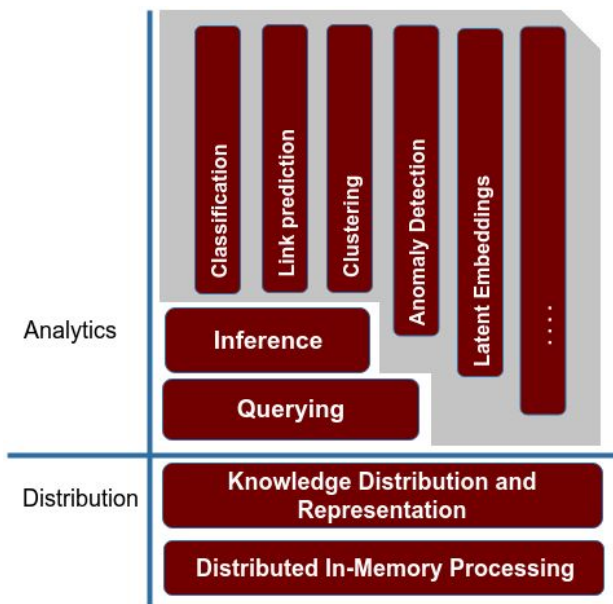 Classification
Link prediction
Clustering
Anomaly Detection
Latent Embeddings
....
Analytics
Inference
Querying
Distribution
Knowledge Distribution and
Representation
Distributed In-Memory Processing